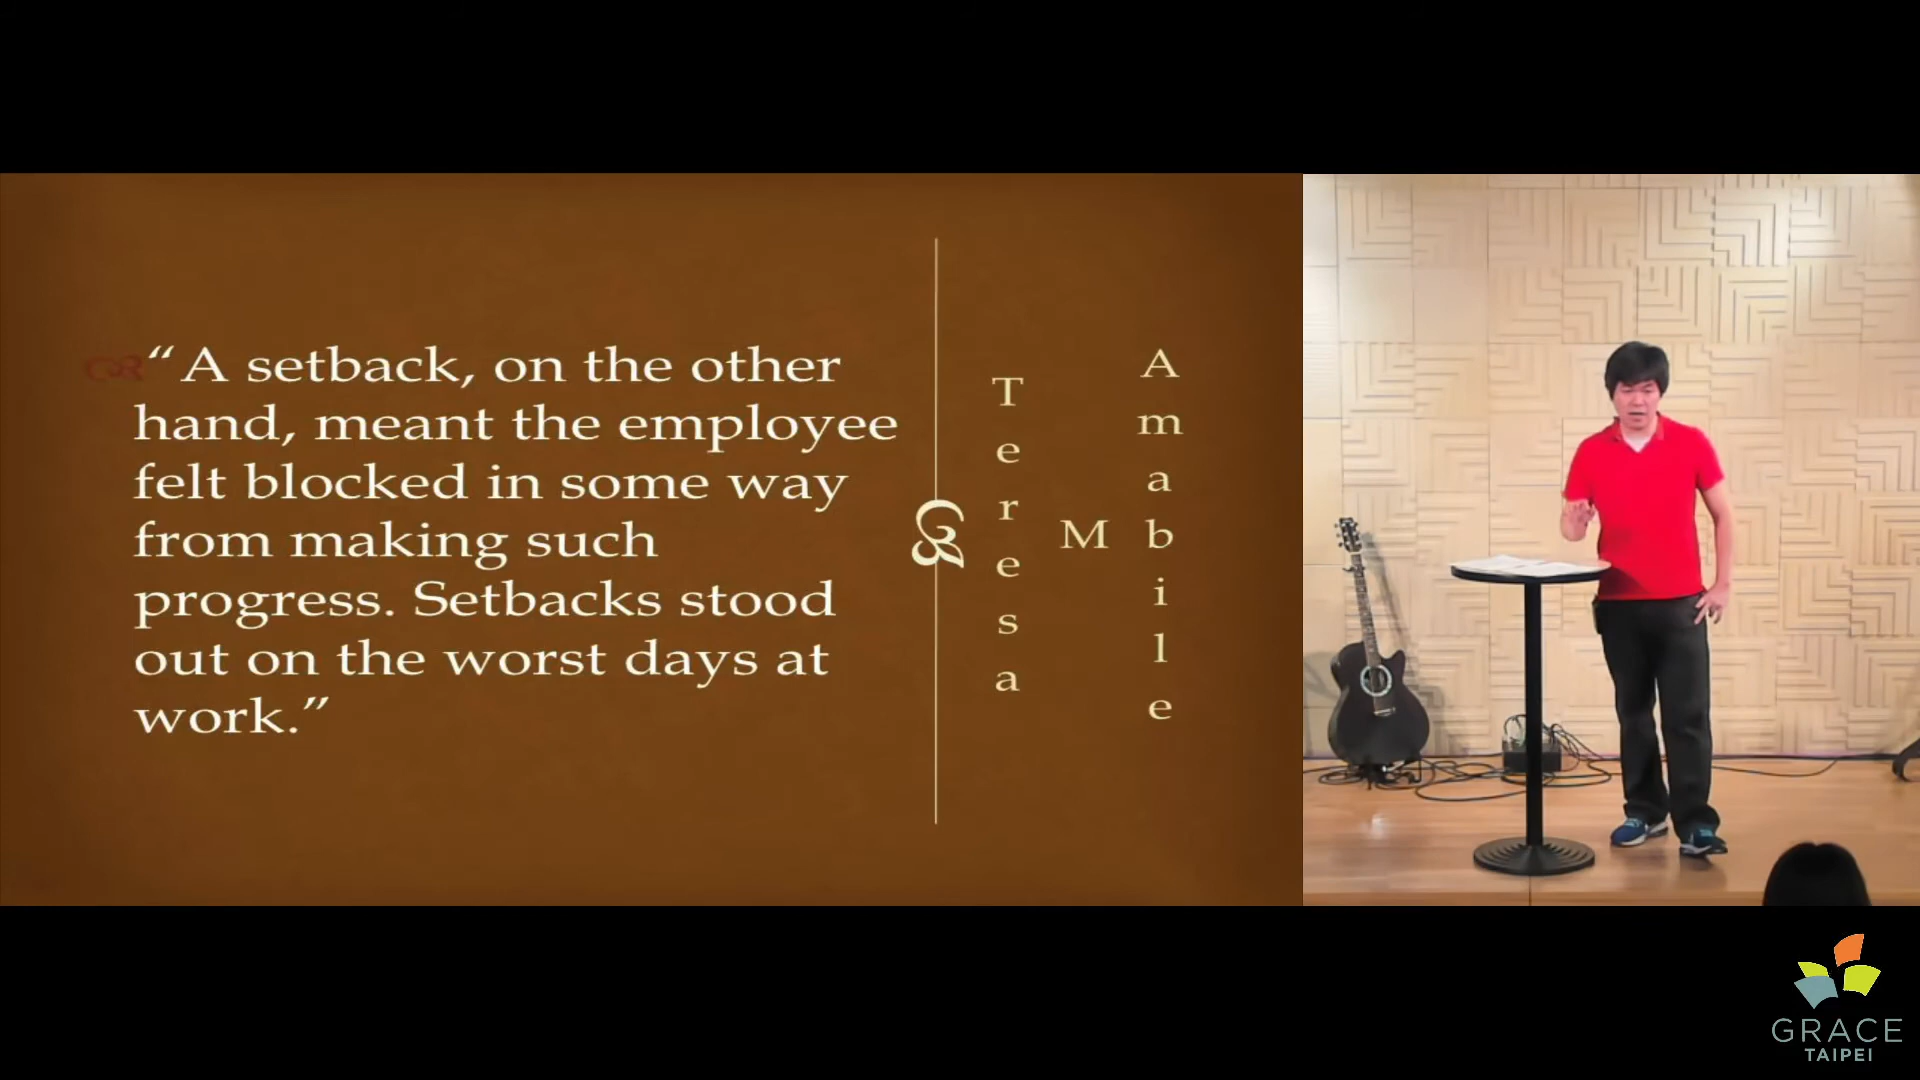 “A setback, on the other
hand, meant the employee
felt blocked in some way
from making such
progress. Setbacks stood
out on the worst days at
work.”
Teresa
M
Amabile
GRACE
TAIPEI